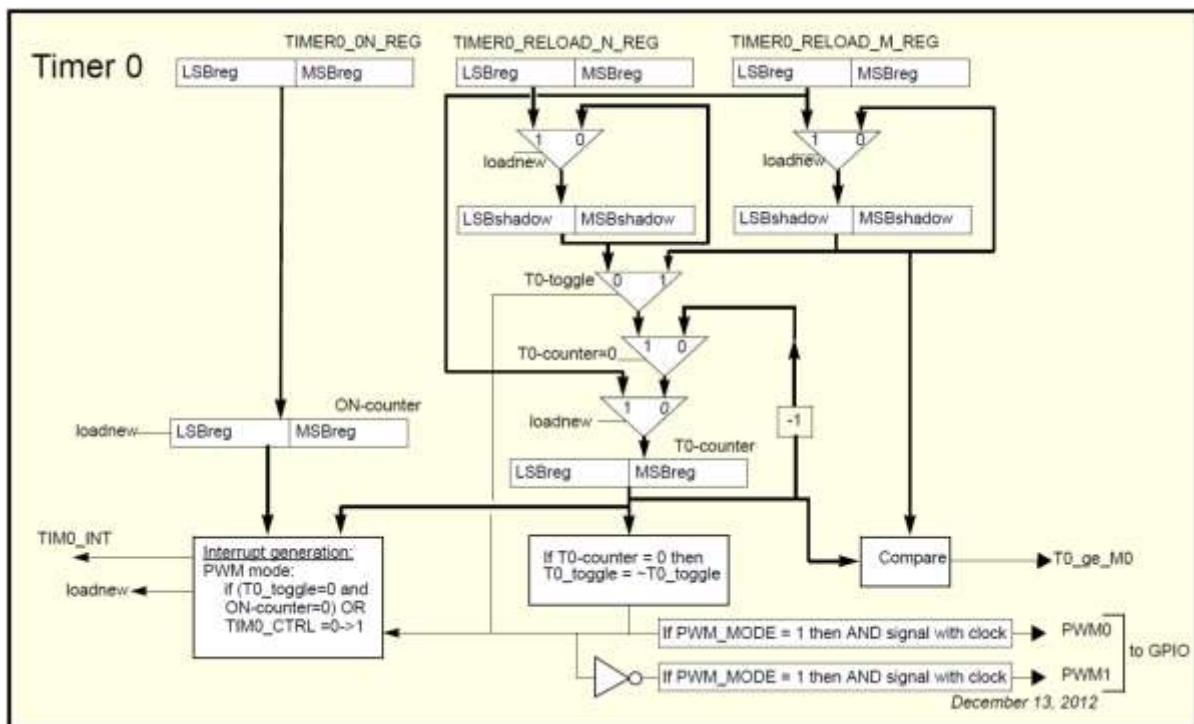 Timer 0
TIMER0_0N_REG
TIMER0_RELOAD_N_REG
TIMER0_RELOAD_M_REG
LSBreg MSBreg
LSBreg MSBreg
LSBreg MSBreg
1 0
loadnew
1 0
loadnew
LSBshadow MSBshadow
LSBshadow MSBshadow
T0-toggle
0 1
T0-counter=0
1 0
loadnew
1 0
-1
ON-counter
loadnew
LSBreg MSBreg
T0-counter
LSBreg MSBreg
TIM0_INT
loadnew
Interrupt generation:
PWM mode:
if (T0_toggle=0 and
ON-counter=0) OR
TIM0_CTRL =0->1
If T0-counter = 0 then
T0_toggle = ~T0_toggle
Compare
T0_ge_M0
If PWM_MODE = 1 then AND signal with clock
PWM0
If PWM_MODE = 1 then AND signal with clock
PWM1
to GPIO
December 13, 2012